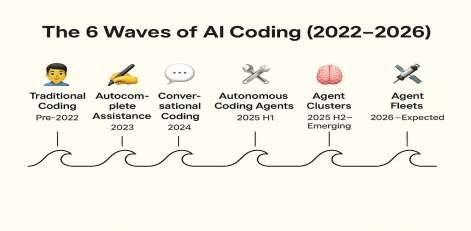 The 6 Waves of AI Coding (2022–2026)
Traditional
Coding
Pre-2022
Autocom-
plete
Assistance
2023
Conver-
sational
Coding
2024
Autonomous
Coding Agents
2025 H1
Agent
Clusters
2025 H2–
Emerging
Agent
Fleets
2026–Expected